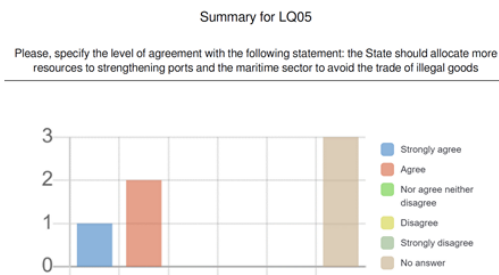 Summary for LQ05
Please, specify the level of agreement with the following statement: the State should allocate more
resources to strengthening ports and the maritime sector to avoid the trade of illegal goods
3
2
1
0
Strongly agree
Agree
Nor agree neither
disagree
Disagree
Strongly disagree
No answer